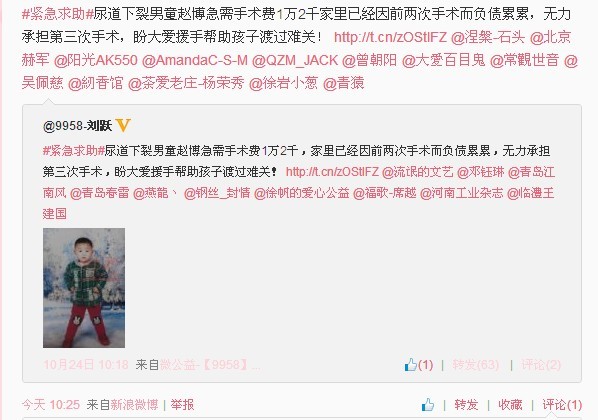 #紧急求助#尿道下裂男童赵博急需手术费1万2千家里已经因前两次手术而负债累累，无力
承担第三次手术，盼大爱援手帮助孩子渡过难关！ http://t.cn/zOStIFZ @涅槃-石头 @北京
赫军 @阳光AK550 @AmandaC-S-M @QZM_JACK @曾朝阳 @大愛百目鬼 @常觀世音 @
吴佩慈 @紉香馆 @茶爱老庄-杨荣秀 @徐岩小葱 @青猿
@9958-刘跃
#紧急求助#尿道下裂男童赵博急需手术费1万2千，家里已经因前两次手术而负债累累，无力承担
第三次手术，盼大爱援手帮助孩子渡过难关！ http://t.cn/zOStIFZ @流氓的文艺 @邓钰琳 @青岛江
南风 @青岛春雷 @燕龍丶 @钢丝_封情 @徐帆的爱心公益 @福歌-席越 @河南工业杂志 @临澧王
建国
10月24日 10:18 来自微公益-【9958】...
(1) | 转发(63) | 评论(2)
今天 10:25 来自新浪微博 | 举报
| 转发 | 收藏 | 评论(1)